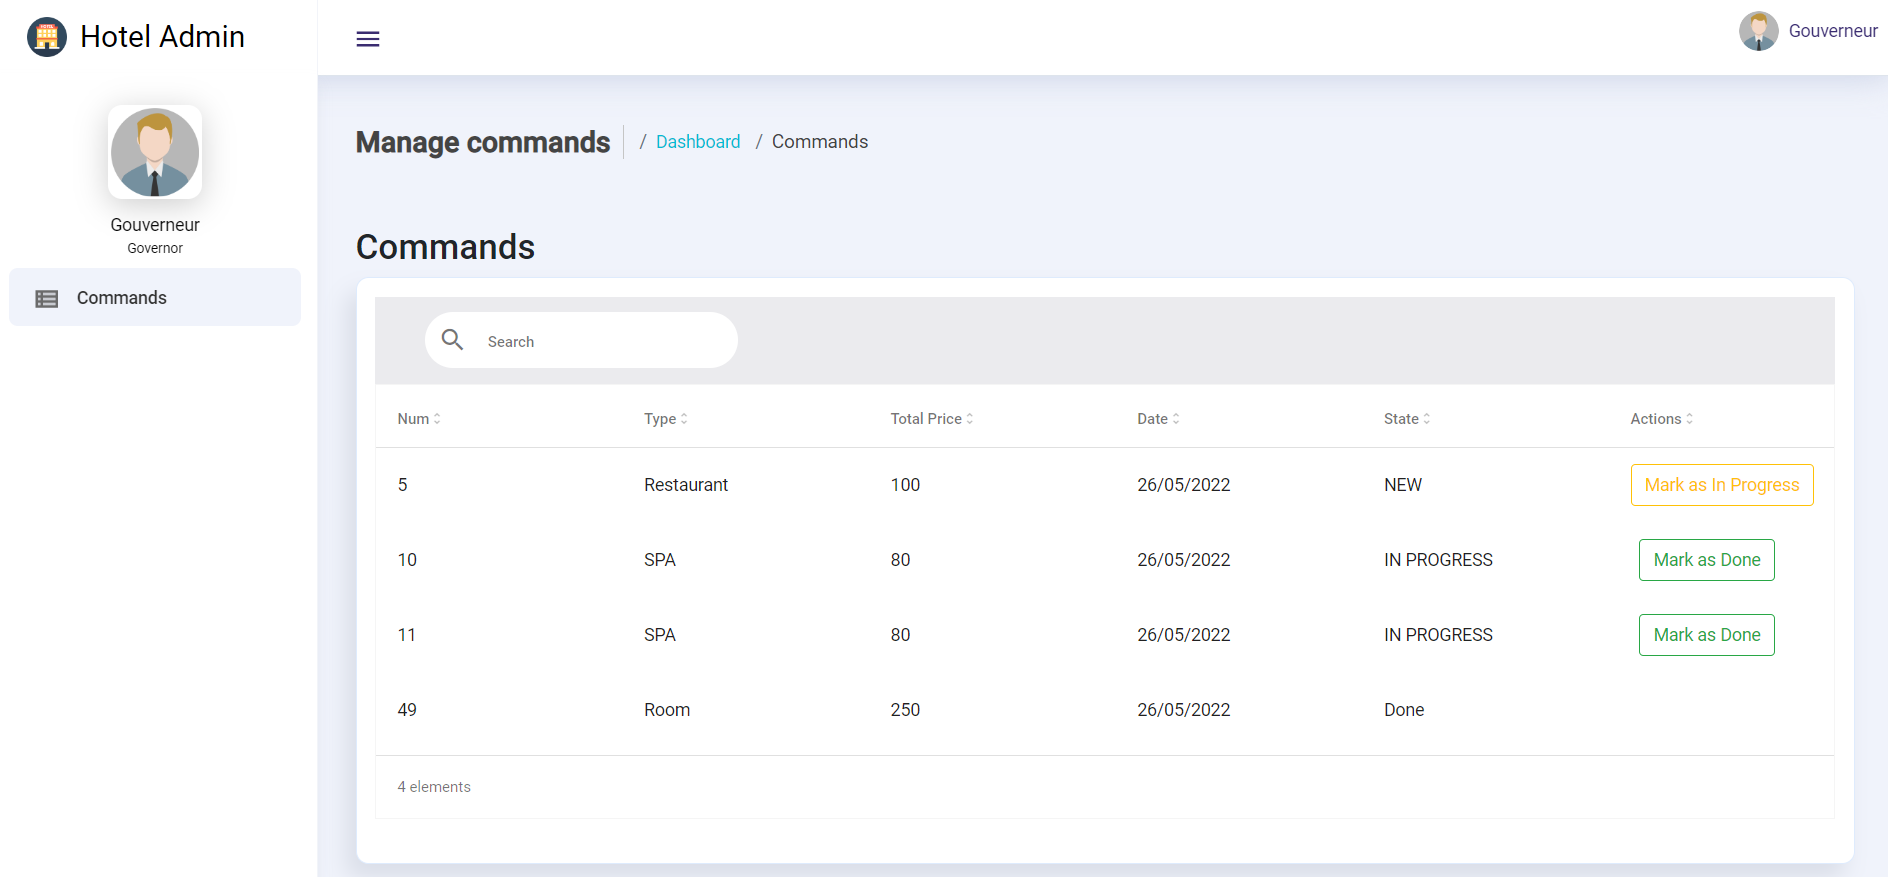 Hotel Admin
Gouverneur
Gouverneur
Governor
Commands
Manage commands / Dashboard / Commands
Commands
Search
Num Type Total Price Date State Actions
5 Restaurant 100 26/05/2022 NEW Mark as In Progress
10 SPA 80 26/05/2022 IN PROGRESS Mark as Done
11 SPA 80 26/05/2022 IN PROGRESS Mark as Done
49 Room 250 26/05/2022 Done
4 elements